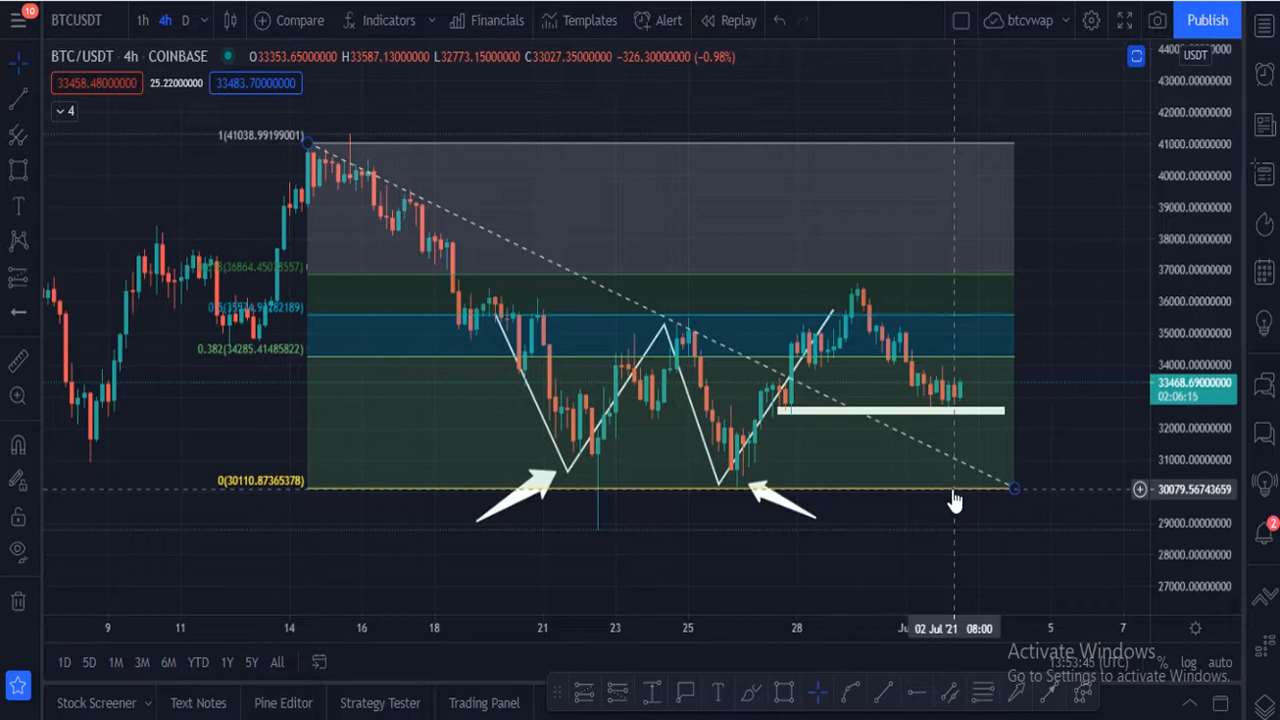 10
BTCUSDT 1h 4h D Compare Indicators Financials Templates Alert Replay btcvwap Publish
BTC/USDT · 4h · COINBASE O33353.65000000 H33587.13000000 L32773.15000000 C33027.35000000 −326.30000000 (−0.98%)
33458.48000000 25.22000000 33483.70000000
4
USDT
43000.00000000
42000.00000000
1(41038.99199001)
41000.00000000
40000.00000000
39000.00000000
38000.00000000
37000.00000000
36000.00000000
35000.00000000
0.382(34285.41485822)
34000.00000000
33468.69000000
02:06:15
32000.00000000
31000.00000000
0(30110.87365378)
30079.56743659
29000.00000000
28000.00000000
27000.00000000
9 11 14 16 18 21 23 25 28 02 Jul '21 08:00 5 7
1D 5D 1M 3M 6M YTD 1Y 5Y All 13:53:45 (UTC) % log auto
Activate Windows
Go to Settings to activate Windows.
Stock Screener Text Notes Pine Editor Strategy Tester Trading Panel
2